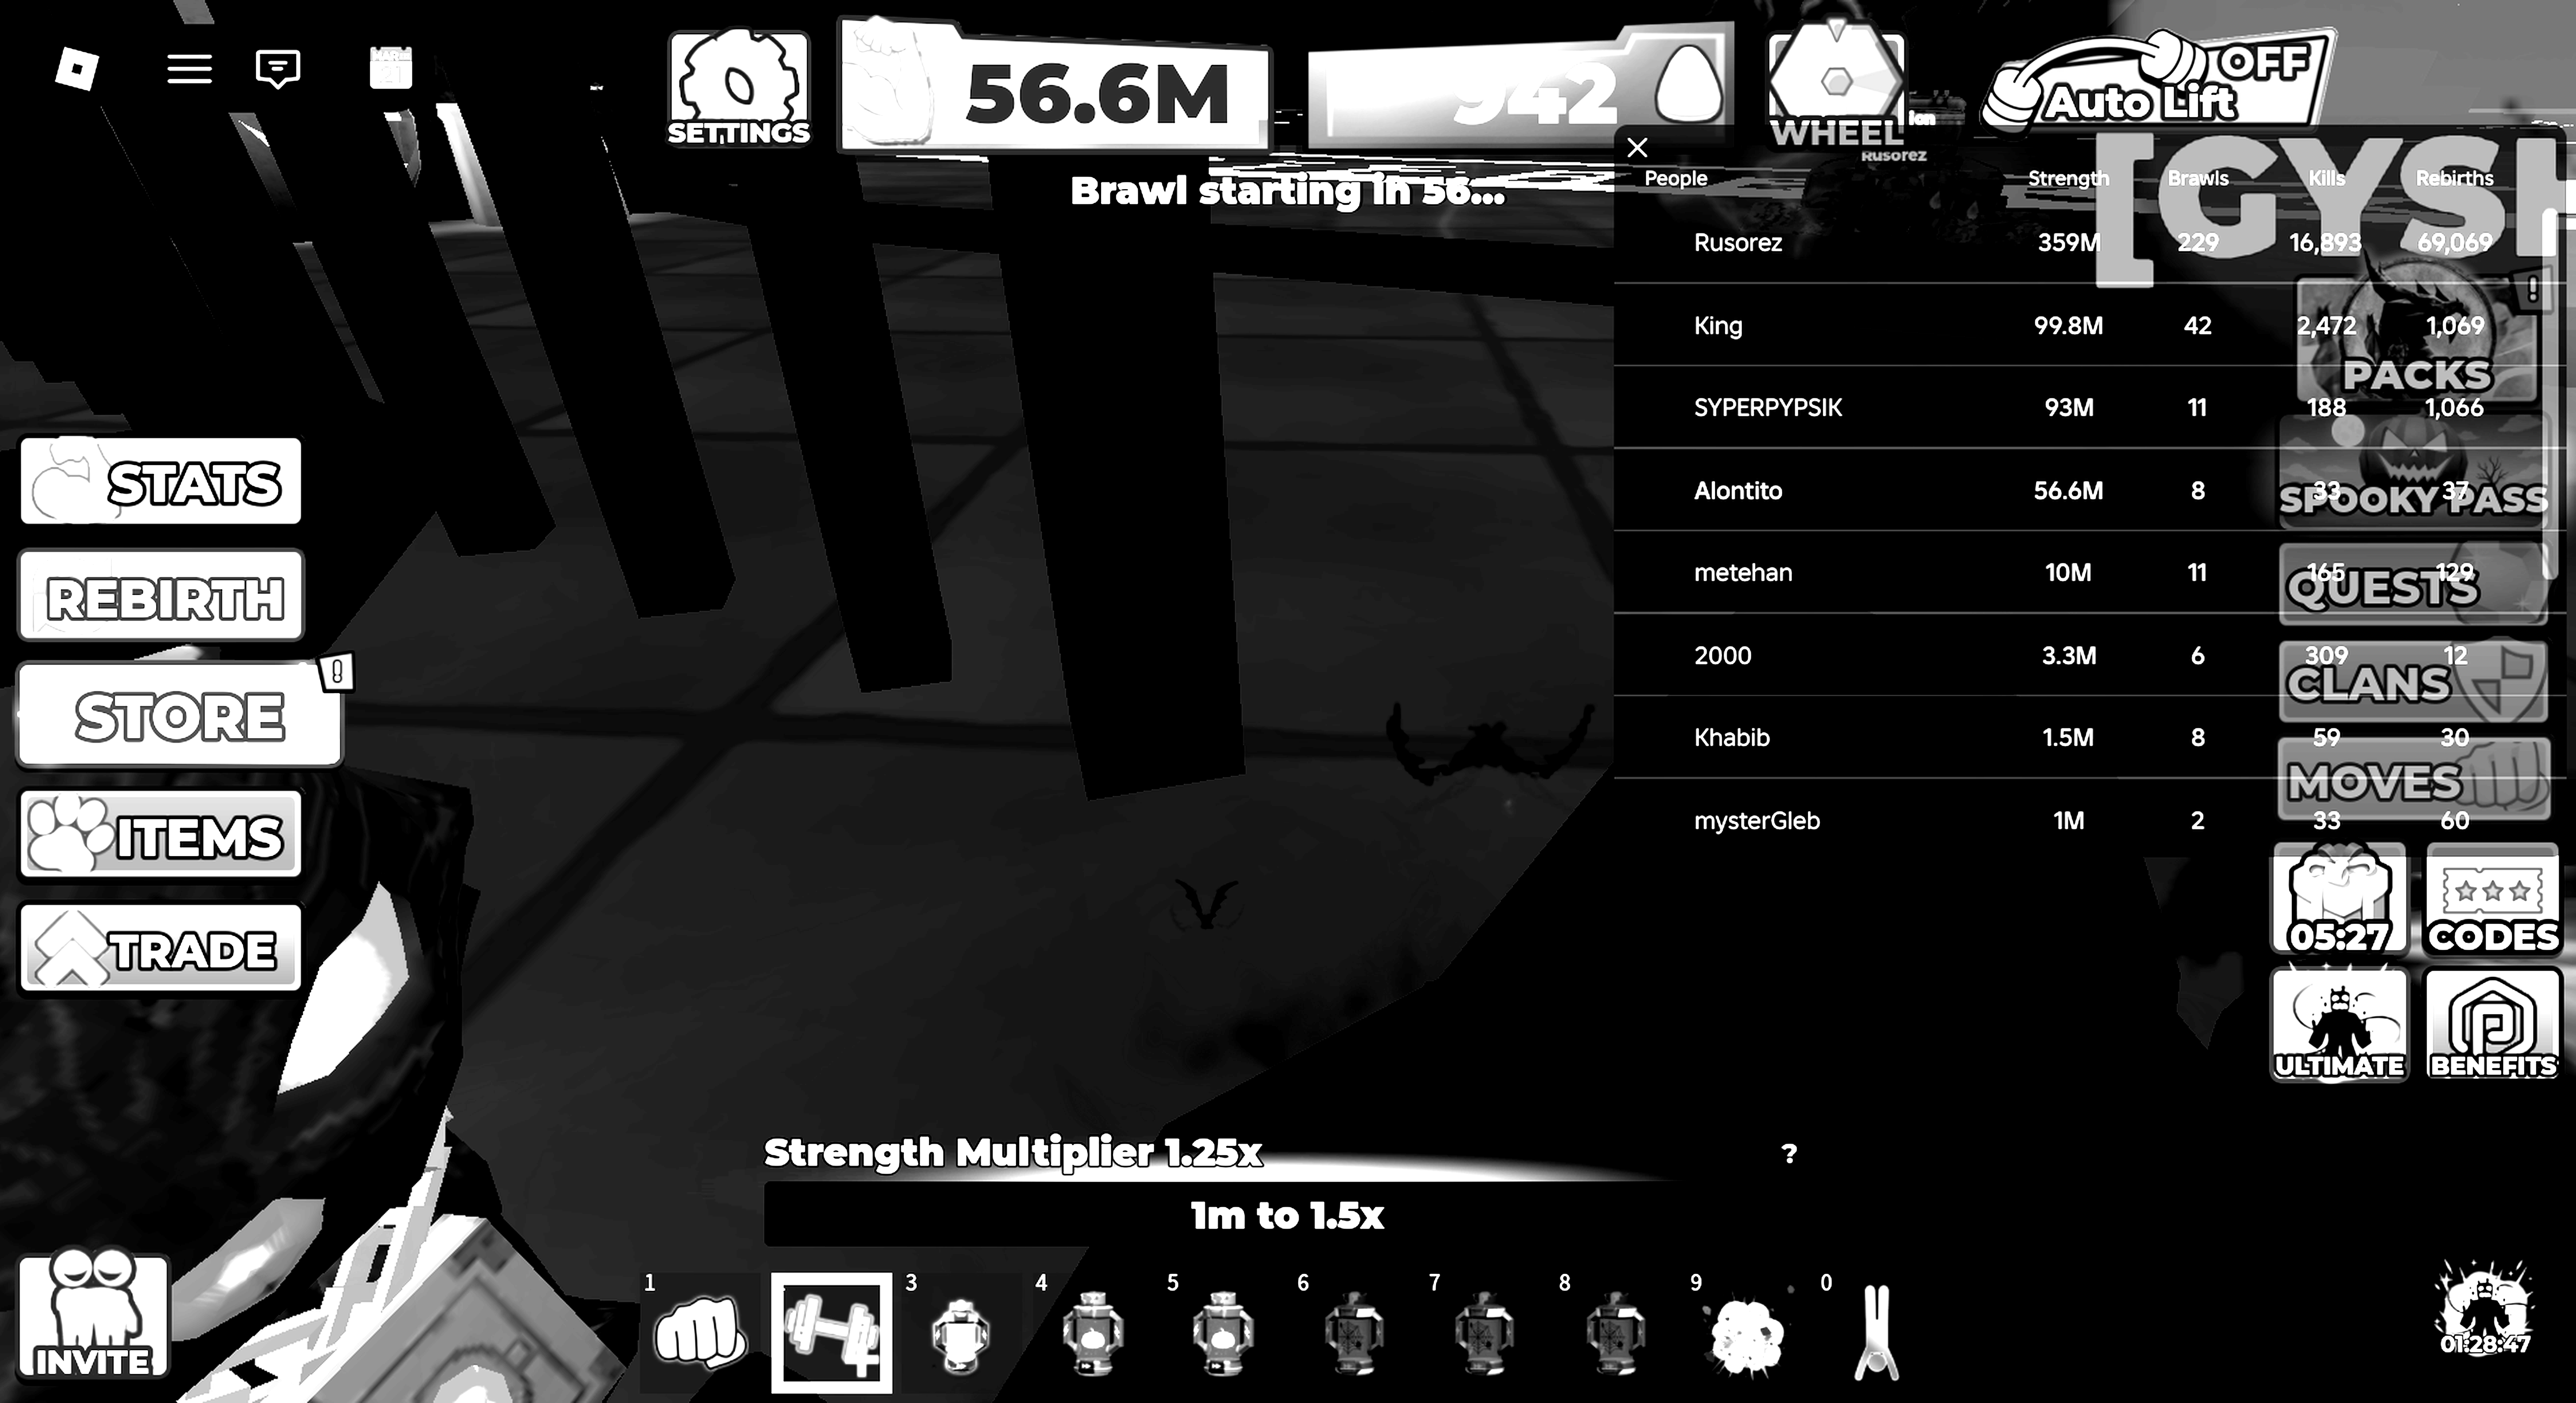 SETTINGS
56.6M
942
WHEEL
OFF
Auto Lift
ion
Rusorez
[GYSH
Brawl starting in 56...
People Strength Brawls Kills Rebirths
Rusorez 359M 229 16,893 69,069
King 99.8M 42 2,472 1,069
SYPERPYPSIK 93M 11 188 1,066
Alontito 56.6M 8 33 37
metehan 10M 11 165 129
2000 3.3M 6 309 12
Khabib 1.5M 8 59 30
mysterGleb 1M 2 33 60
PACKS
SPOOKY PASS
QUESTS
CLANS
MOVES
05:27
CODES
ULTIMATE
BENEFITS
STATS
REBIRTH
STORE
ITEMS
TRADE
INVITE
Strength Multiplier 1.25x
?
1m to 1.5x
1 3 4 5 6 7 8 9 0
01:28:47